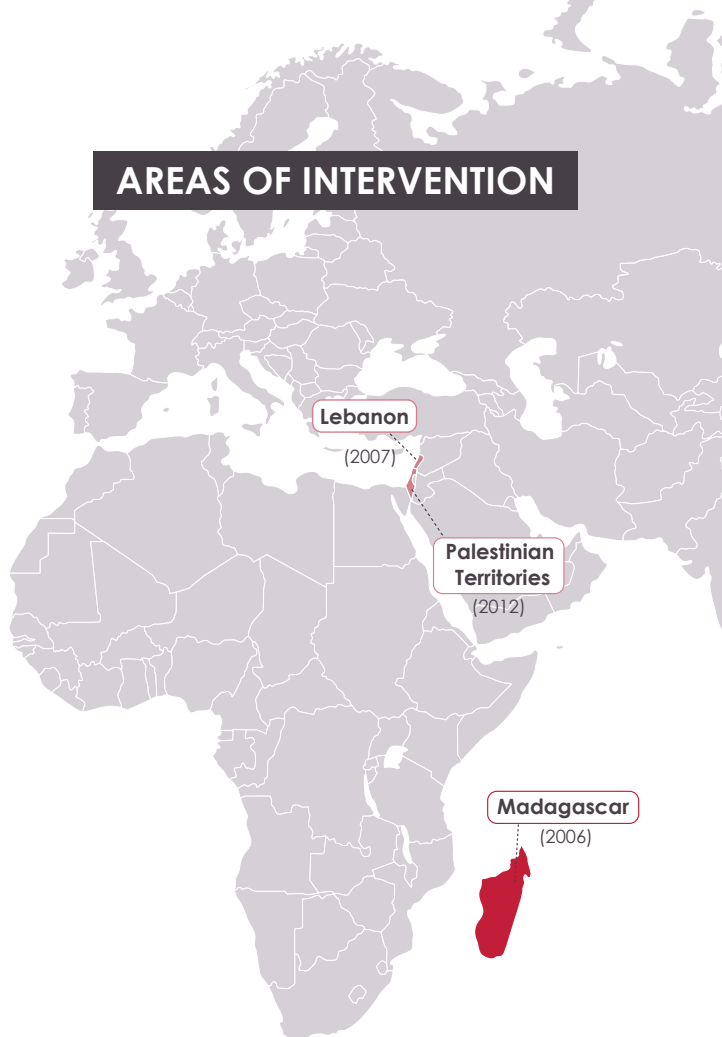 AREAS OF INTERVENTION
Lebanon
(2007)
Palestinian
Territories
(2012)
Madagascar
(2006)